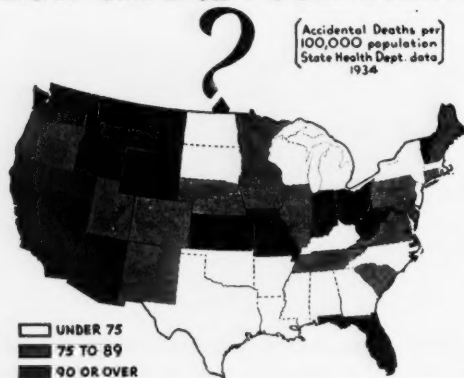 ?
Accidental Deaths per
100,000 population
State Health Dept. data
1934
UNDER 75
75 TO 89
90 OR OVER